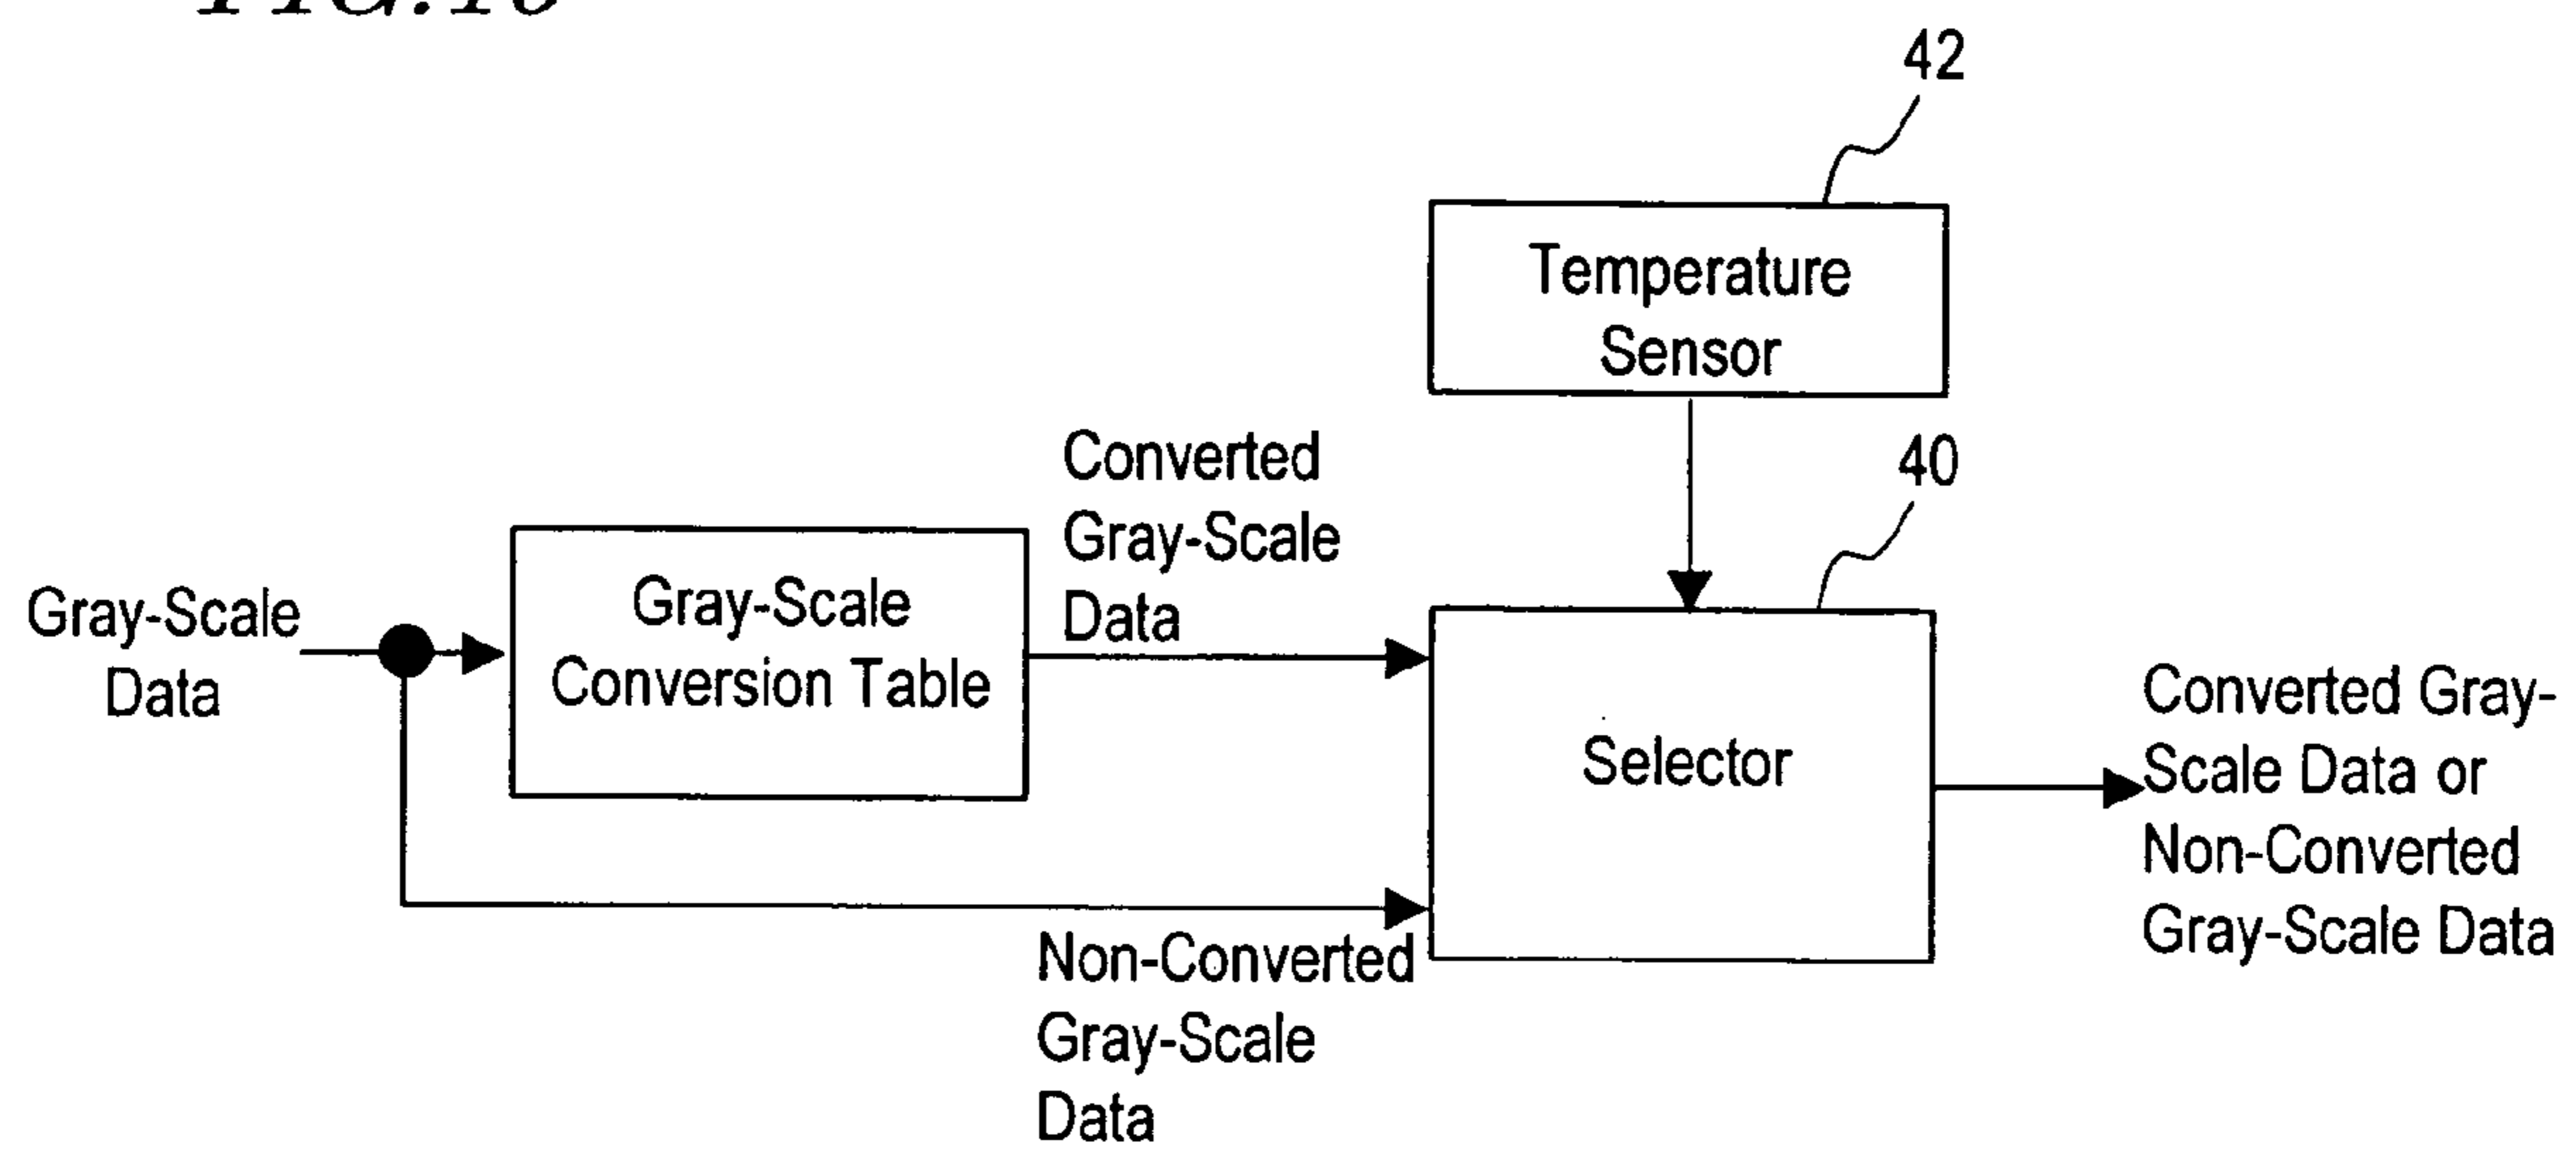 42
Temperature
Sensor
Converted
Gray-Scale
Data
40
Gray-Scale
Data
Gray-Scale
Conversion Table
Selector
Converted Gray-
Scale Data or
Non-Converted
Gray-Scale Data
Non-Converted
Gray-Scale
Data